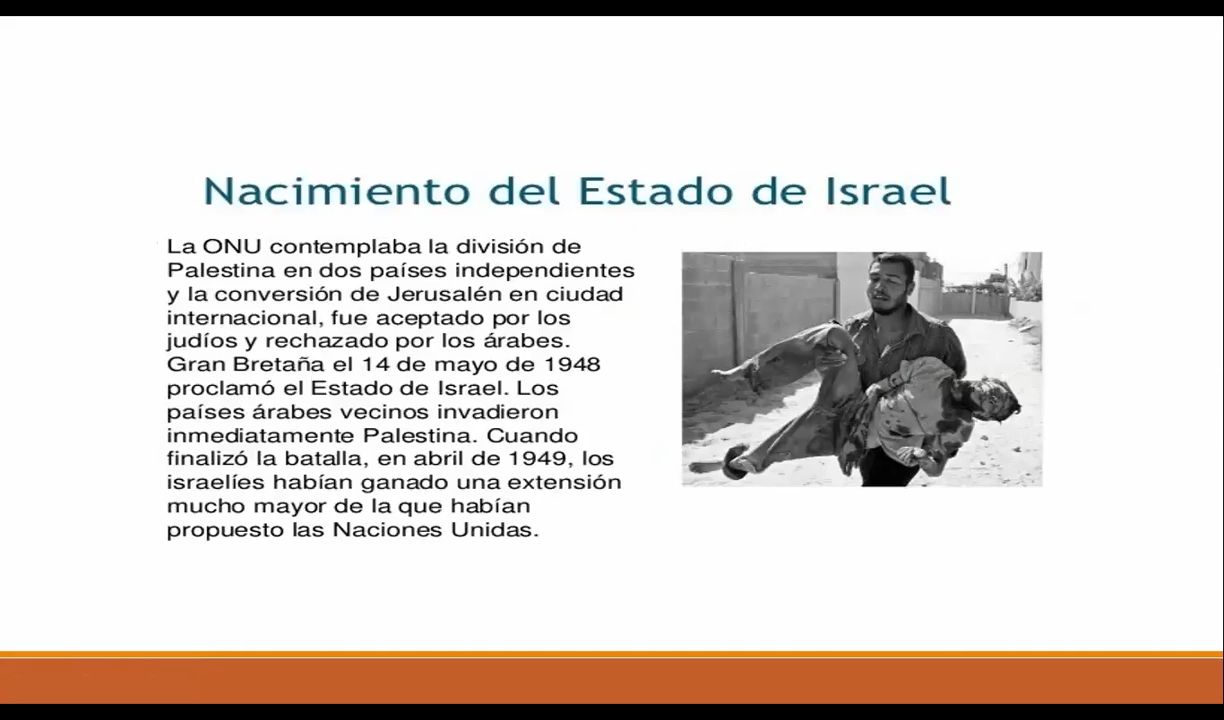 Nacimiento del Estado de Israel
La ONU contemplaba la división de
Palestina en dos países independientes
y la conversión de Jerusalén en ciudad
internacional, fue aceptado por los
judíos y rechazado por los árabes.
Gran Bretaña el 14 de mayo de 1948
proclamó el Estado de Israel. Los
países árabes vecinos invadieron
inmediatamente Palestina. Cuando
finalizó la batalla, en abril de 1949, los
israelíes habían ganado una extensión
mucho mayor de la que habían
propuesto las Naciones Unidas.